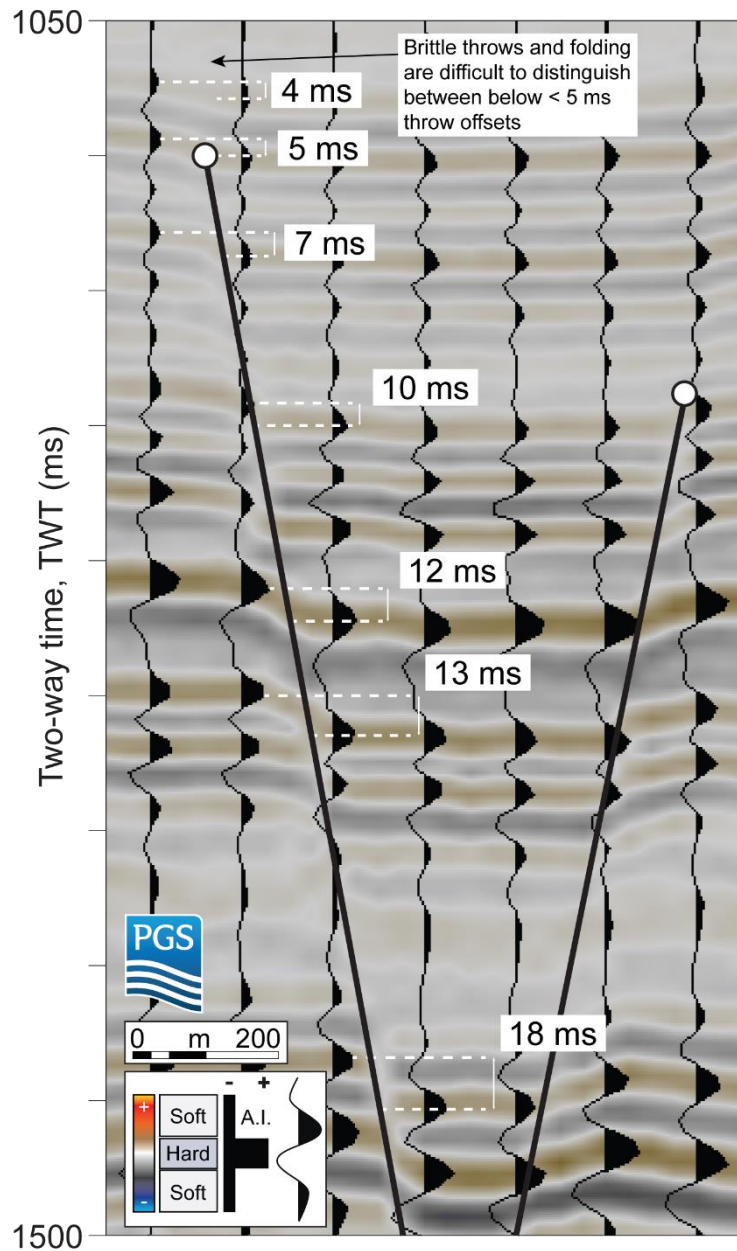 1050
Brittle throws and folding
are difficult to distinguish
between below < 5 ms
throw offsets
4 ms
5 ms
7 ms
10 ms
12 ms
13 ms
18 ms
Two-way time, TWT (ms)
PGS
0 m 200
- +
+ Soft A.I.
Hard
- Soft
1500